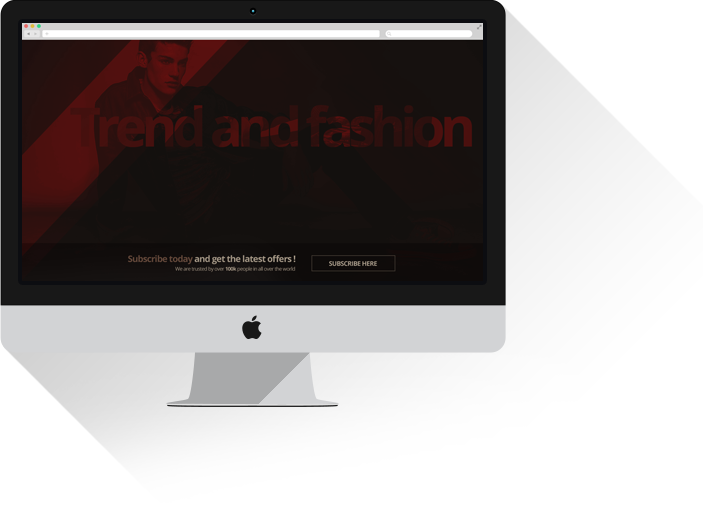 Trend and fashion
Subscribe today and get the latest offers !
We are trusted by over 100k people in all over the world
SUBSCRIBE HERE